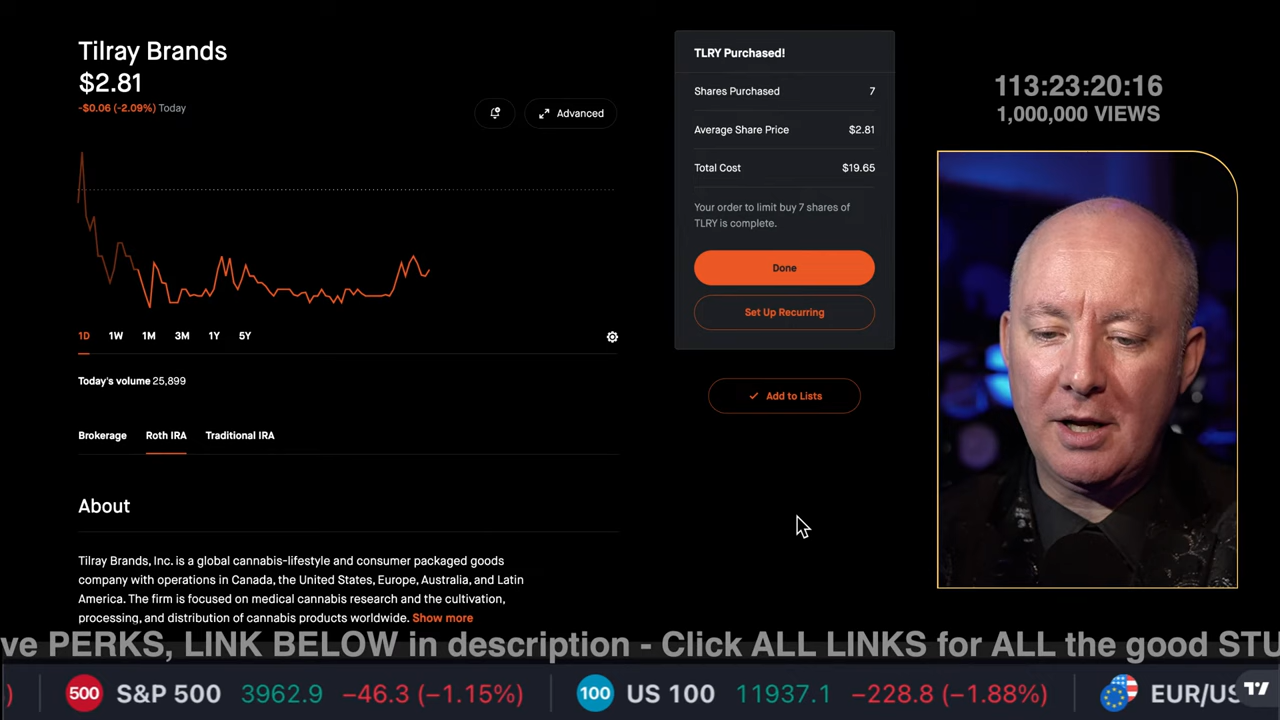 Tilray Brands
$2.81
-$0.06 (-2.09%) Today
Advanced
1D 1W 1M 3M 1Y 5Y
Today's volume 25,899
Brokerage Roth IRA Traditional IRA
About
Tilray Brands, Inc. is a global cannabis-lifestyle and consumer packaged goods
company with operations in Canada, the United States, Europe, Australia, and Latin
America. The firm is focused on medical cannabis research and the cultivation,
processing, and distribution of cannabis products worldwide. Show more
TLRY Purchased!
Shares Purchased 7
Average Share Price $2.81
Total Cost $19.65
Your order to limit buy 7 shares of
TLRY is complete.
Done
Set Up Recurring
Add to Lists
113:23:20:16
1,000,000 VIEWS
ve PERKS, LINK BELOW in description - Click ALL LINKS for ALL the good STU
) 500 S&P 500 3962.9 −46.3 (−1.15%) 100 US 100 11937.1 −228.8 (−1.88%) EUR/US